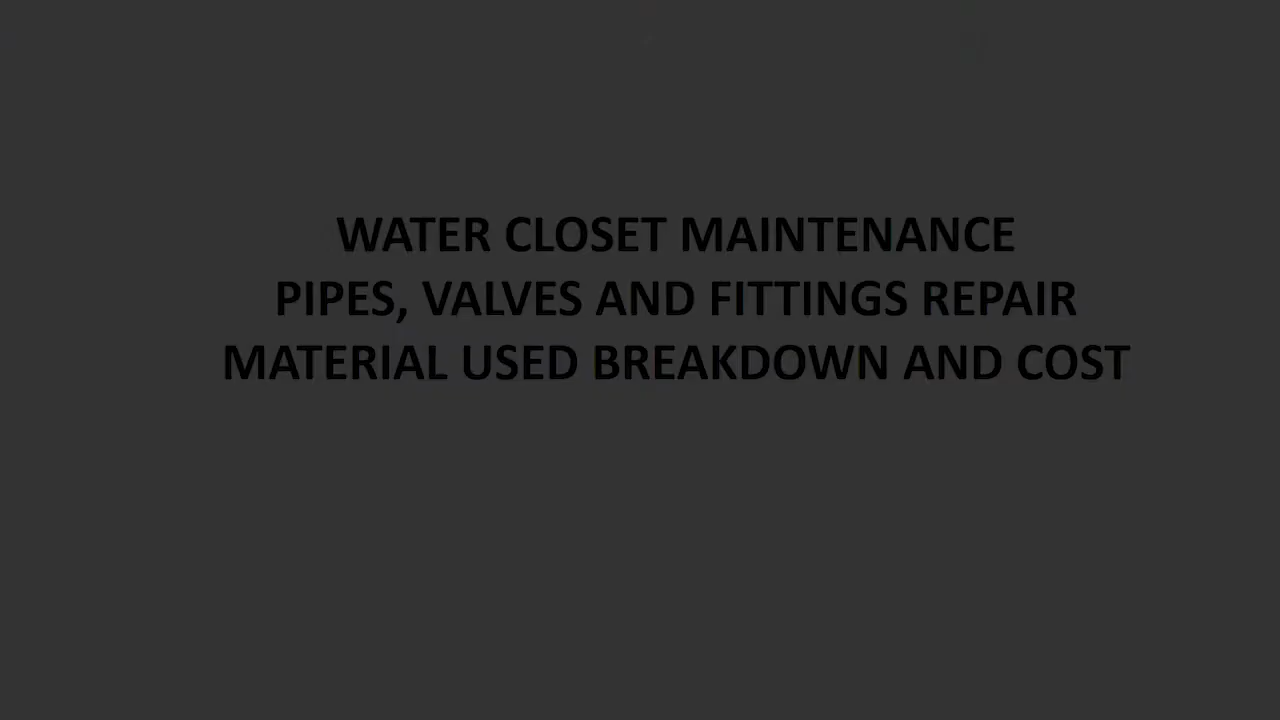 WATER CLOSET MAINTENANCE
PIPES, VALVES AND FITTINGS REPAIR
MATERIAL USED BREAKDOWN AND COST